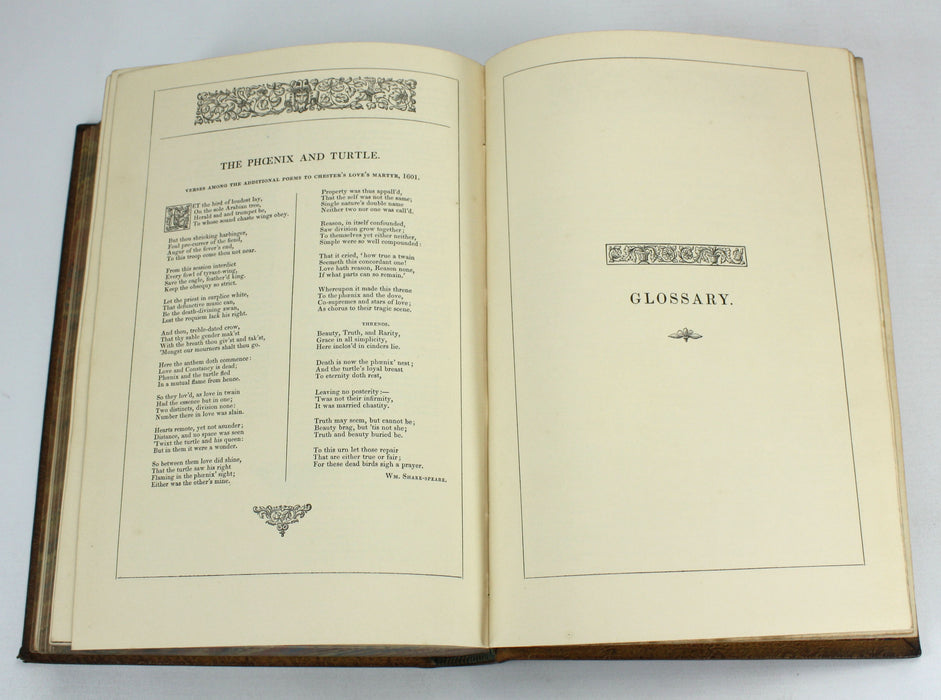 THE PHŒNIX AND TURTLE.
VERSES AMONG THE ADDITIONAL POEMS TO CHESTER'S LOVE'S MARTYR, 1601.
LET the bird of loudest lay,
On the sole Arabian tree,
Herald sad and trumpet be,
To whose sound chaste wings obey.
But thou shrieking harbinger,
Foul pre-currer of the fiend,
Augur of the fever's end,
To this troop come thou not near.
From this session interdict
Every fowl of tyrant-wing,
Save the eagle, feather'd king.
Keep the obsequy so strict.
Let the priest in surplice white,
That defunctive music can,
Be the death-divining swan,
Lest the requiem lack his right.
And thou, treble-dated crow,
That thy sable gender mak'st
With the breath thou giv'st and tak'st,
'Mongst our mourners shalt thou go.
Here the anthem doth commence:
Love and Constancy is dead;
Phœnix and the turtle fled
In a mutual flame from hence.
So they lov'd, as love in twain
Had the essence but in one;
Two distincts, division none:
Number there in love was slain.
Hearts remote, yet not asunder;
Distance, and no space was seen
'Twixt the turtle and his queen:
But in them it were a wonder.
So between them love did shine,
That the turtle saw his right
Flaming in the phœnix' sight;
Either was the other's mine.
Property was thus appall'd,
That the self was not the same;
Single nature's double name
Neither two nor one was call'd.
Reason, in itself confounded,
Saw division grow together;
To themselves yet either neither,
Simple were so well compounded:
That it cried, 'how true a twain
Seemeth this concordant one!
Love hath reason, Reason none,
If what parts can so remain.'
Whereupon it made this threne
To the phœnix and the dove,
Co-supremes and stars of love;
As chorus to their tragic scene.
THRENOS.
Beauty, Truth, and Rarity,
Grace in all simplicity,
Here inclos'd in cinders lie.
Death is now the phœnix' nest;
And the turtle's loyal breast
To eternity doth rest,
Leaving no posterity:—
'Twas not their infirmity,
It was married chastity.
Truth may seem, but cannot be;
Beauty brag, but 'tis not she;
Truth and beauty buried be.
To this urn let those repair
That are either true or fair;
For these dead birds sigh a prayer.
WM. SHAKE-SPEARE.
GLOSSARY.